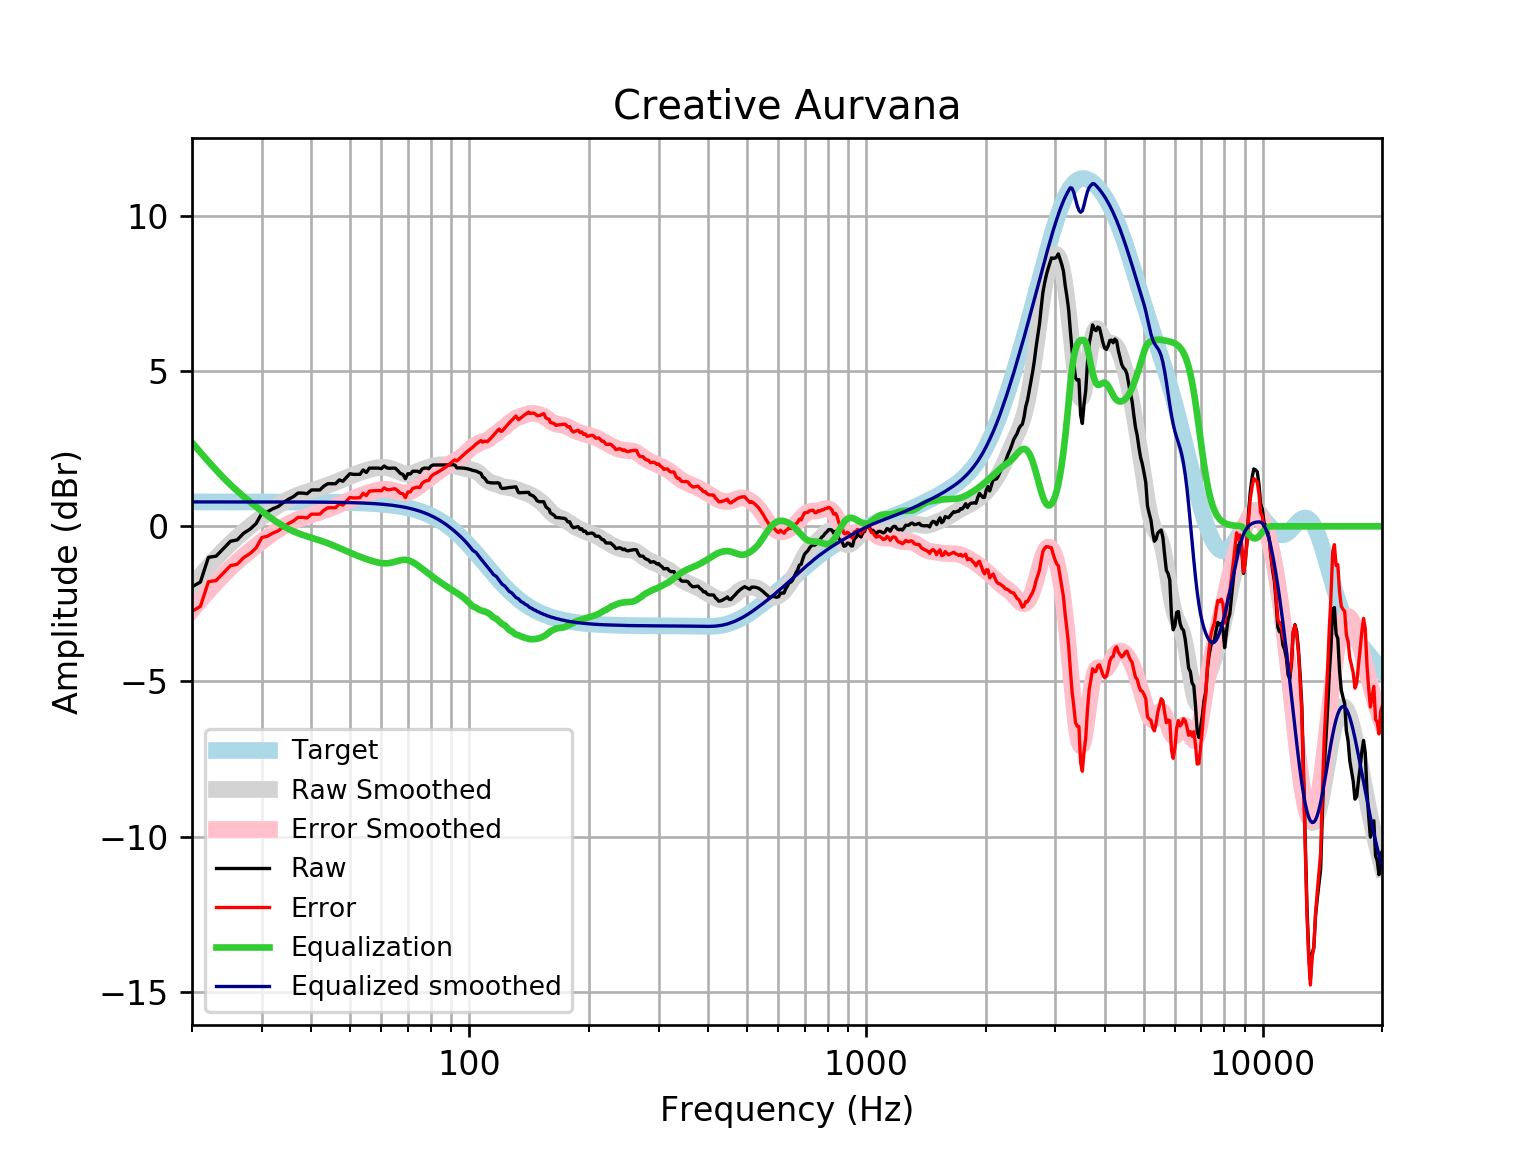 Creative Aurvana
Amplitude (dBr)
10
5
0
−5
−10
−15
Target
Raw Smoothed
Error Smoothed
Raw
Error
Equalization
Equalized smoothed
100 1000 10000
Frequency (Hz)